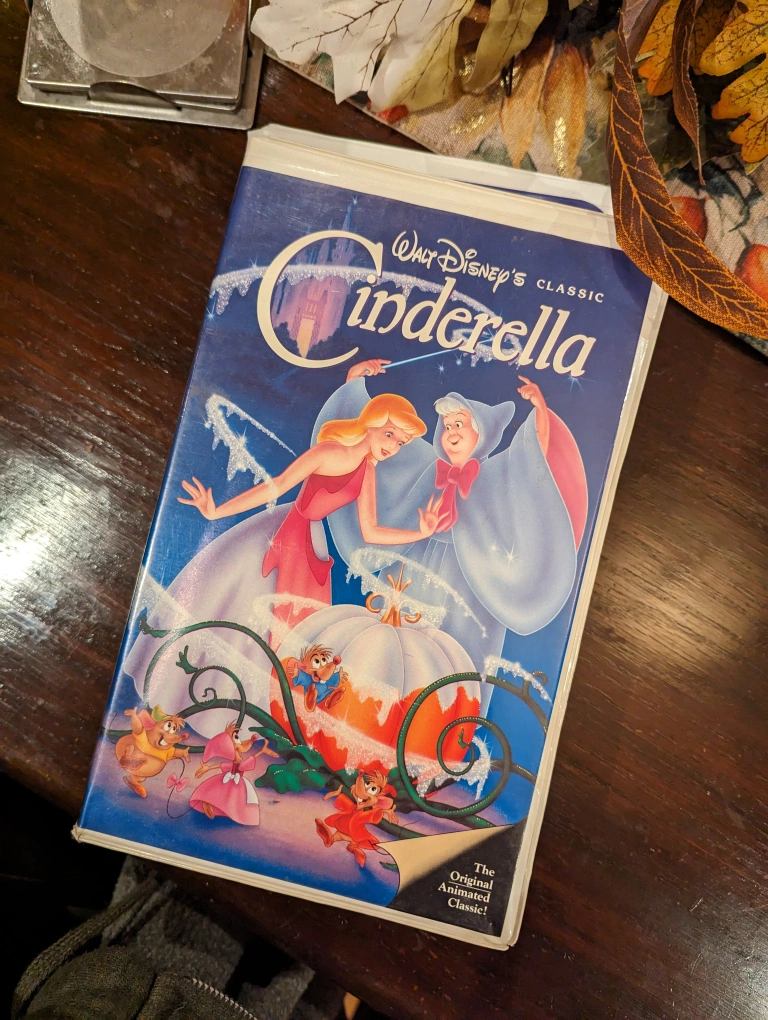 WALT DISNEY'S CLASSIC
Cinderella
The
Original
Animated
Classic!